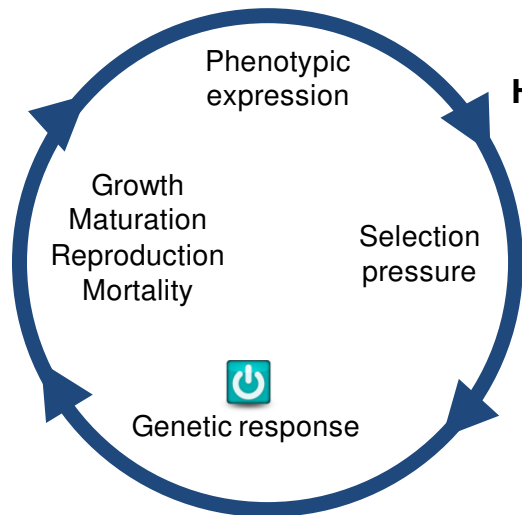 Phenotypic
expression
H
Growth
Maturation
Reproduction
Mortality
Selection
pressure
Genetic response